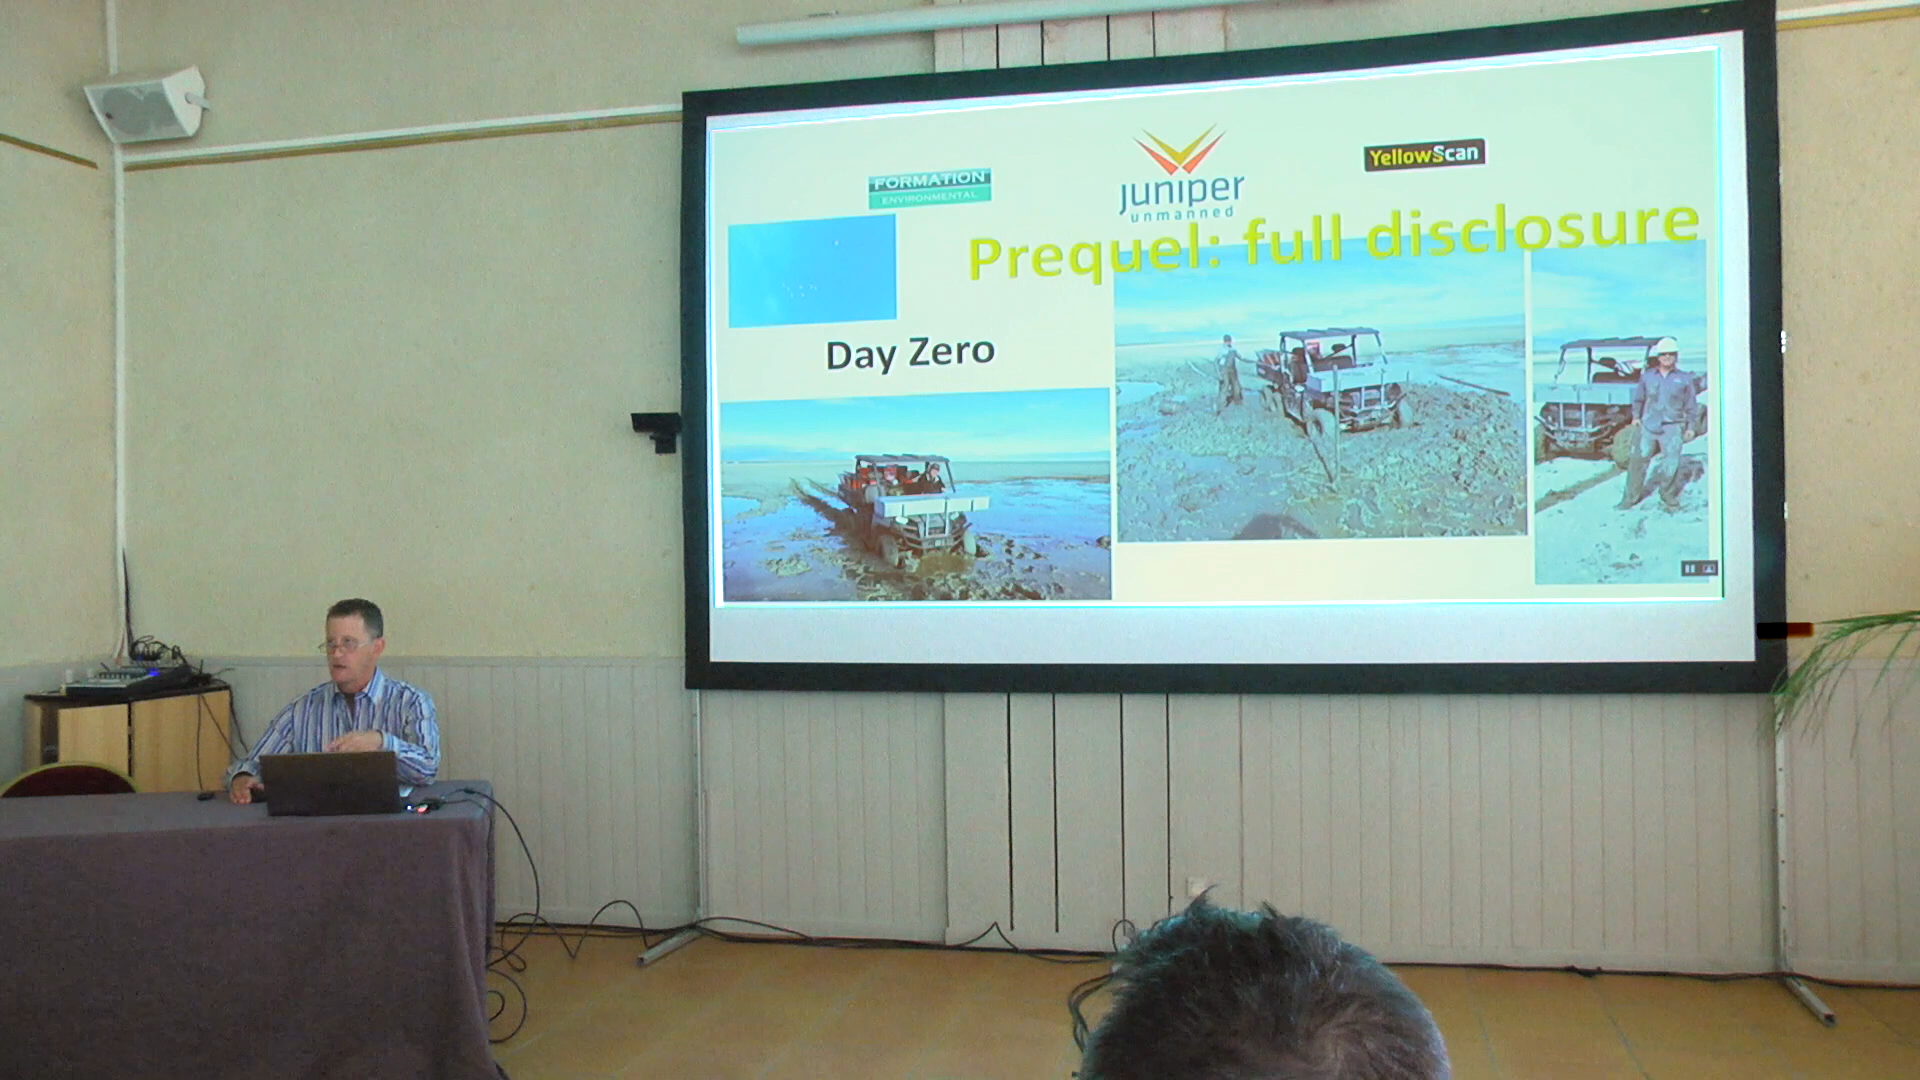 FORMATION
ENVIRONMENTAL
juniper
unmanned
YellowScan
Prequel: full disclosure
Day Zero